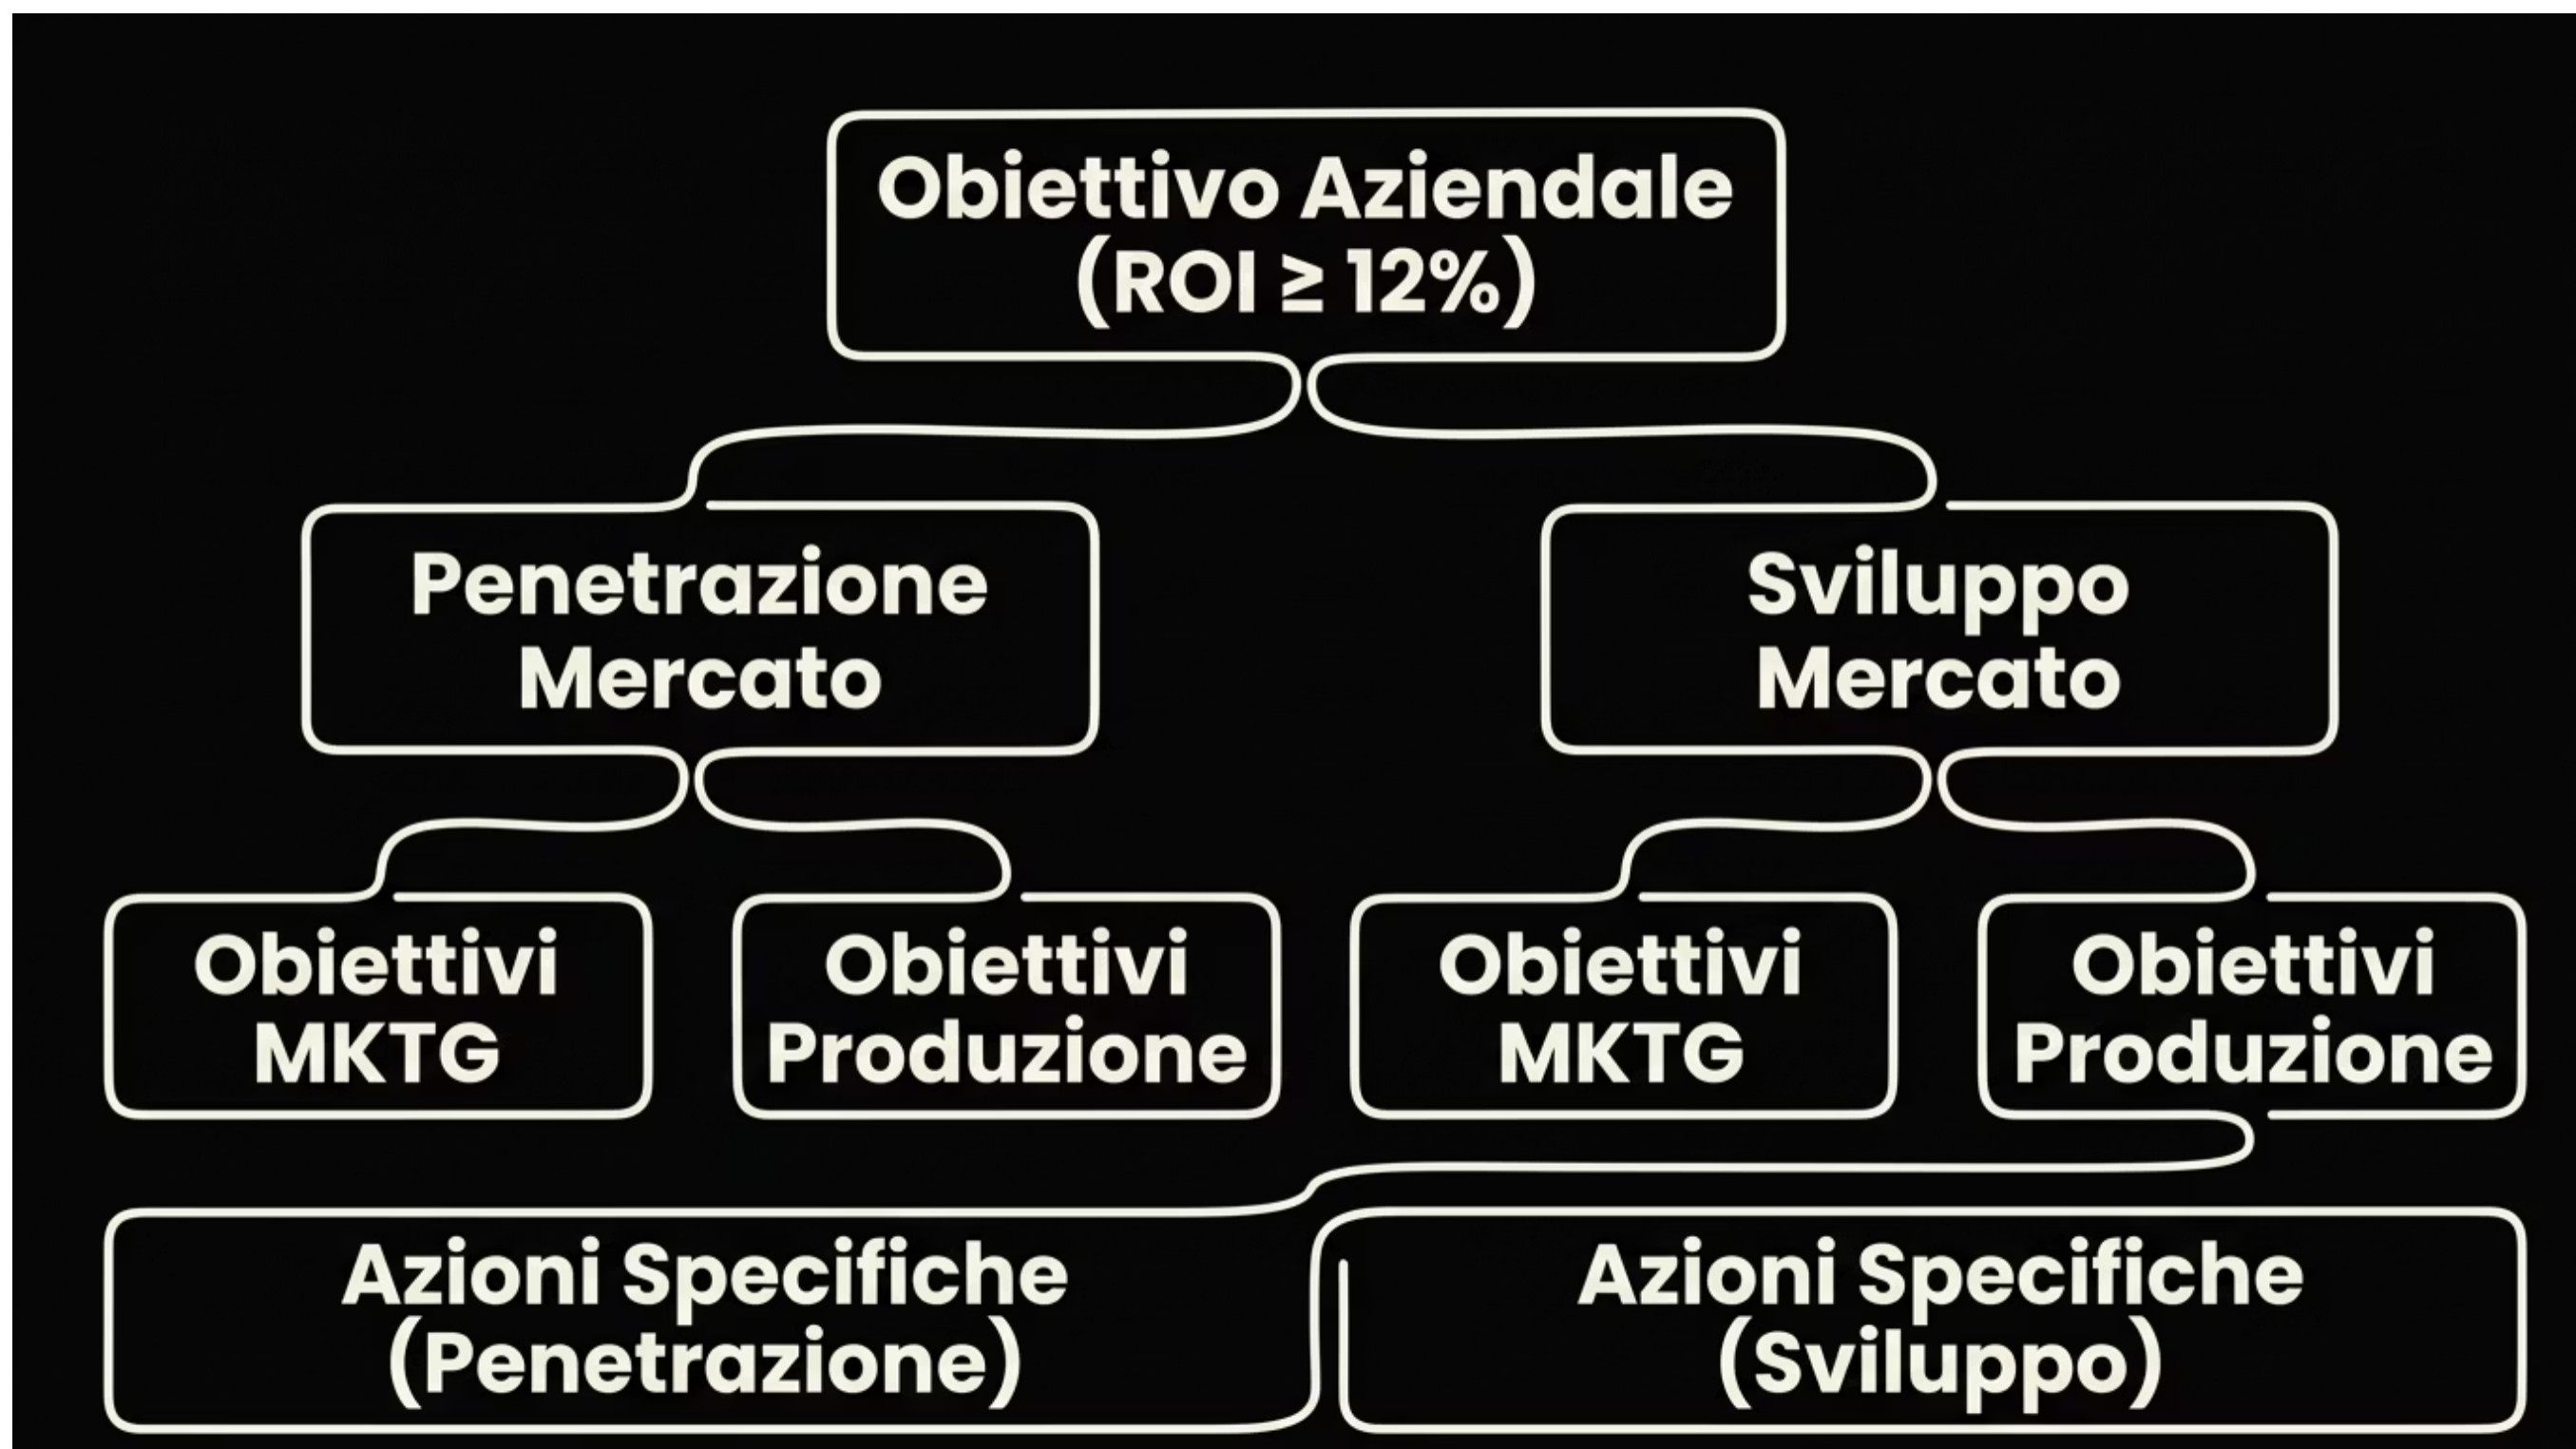 Obiettivo Aziendale
(ROI ≥ 12%)
Penetrazione
Mercato
Sviluppo
Mercato
Obiettivi
MKTG
Obiettivi
Produzione
Obiettivi
MKTG
Obiettivi
Produzione
Azioni Specifiche
(Penetrazione)
Azioni Specifiche
(Sviluppo)